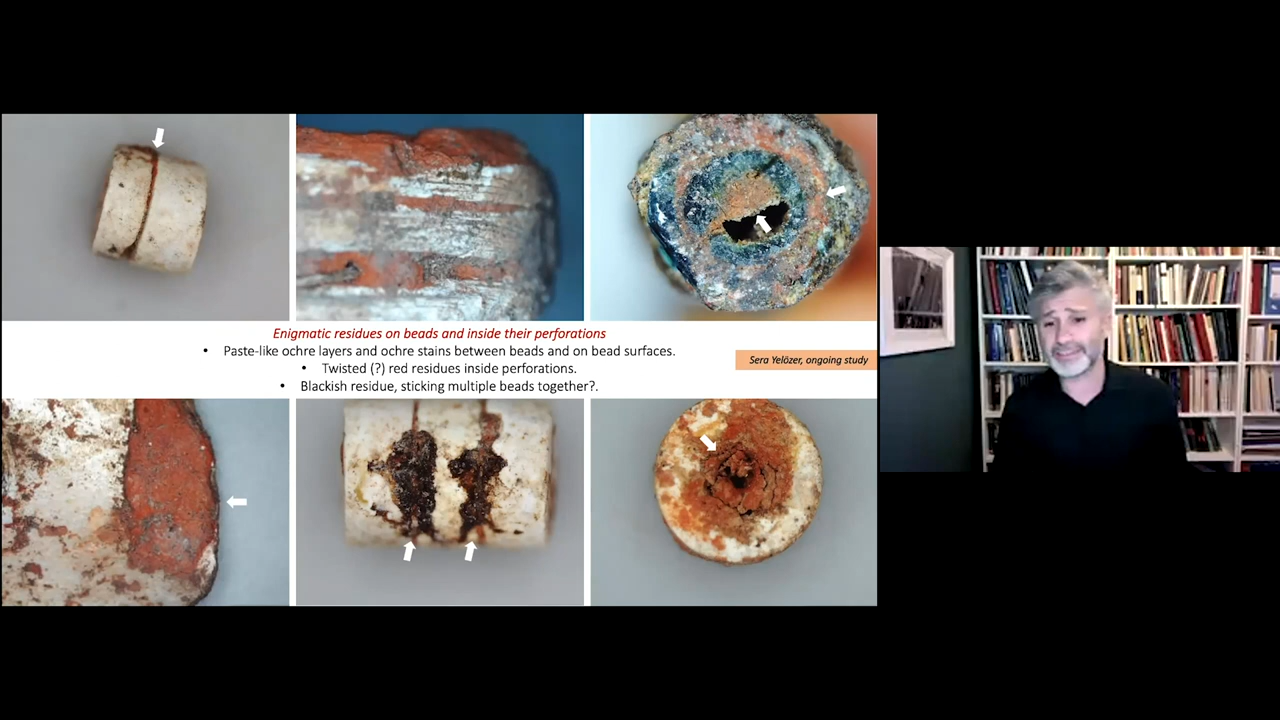 Enigmatic residues on beads and inside their perforations
• Paste-like ochre layers and ochre stains between beads and on bead surfaces.
Sera Yelözer, ongoing study
• Twisted (?) red residues inside perforations.
• Blackish residue, sticking multiple beads together?.